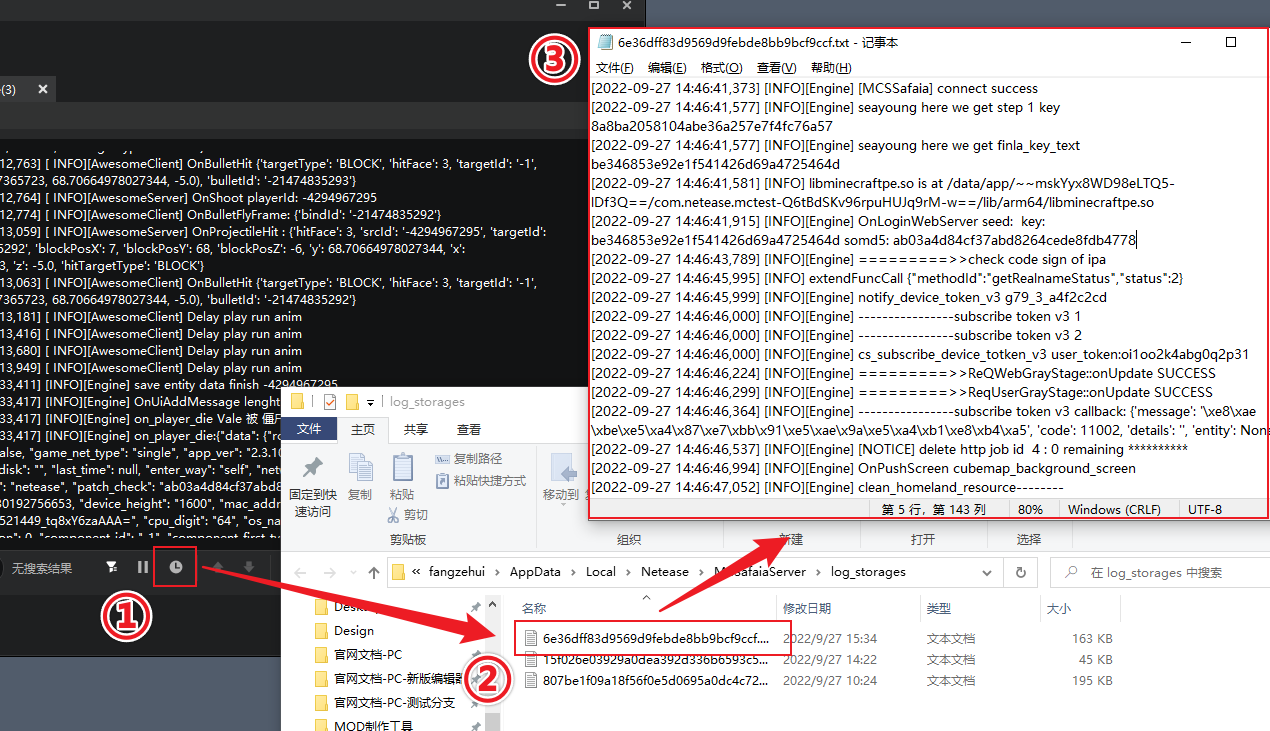 (3)
12,763] [ INFO][AwesomeClient] OnBulletHit {'targetType': 'BLOCK', 'hitFace': 3, 'targetId': '-1',
7365723, 68.70664978027344, -5.0), 'bulletId': '-21474835293'}
12,764] [ INFO][AwesomeServer] OnShoot playerId: -4294967295
12,774] [ INFO][AwesomeClient] OnBulletFlyFrame: {'bindId': '-21474835292'}
13,059] [ INFO][AwesomeServer] OnProjectileHit : {'hitFace': 3, 'srcId': '-4294967295', 'targetId':
5292', 'blockPosX': 7, 'blockPosY': 68, 'blockPosZ': -6, 'y': 68.70664978027344, 'x':
3, 'z': -5.0, 'hitTargetType': 'BLOCK'}
13,063] [ INFO][AwesomeClient] OnBulletHit {'targetType': 'BLOCK', 'hitFace': 3, 'targetId': '-1',
7365723, 68.70664978027344, -5.0), 'bulletId': '-21474835292'}
13,181] [ INFO][AwesomeClient] Delay play run anim
13,416] [ INFO][AwesomeClient] Delay play run anim
13,680] [ INFO][AwesomeClient] Delay play run anim
13,949] [ INFO][AwesomeClient] Delay play run anim
33,411] [INFO][Engine] save entity data finish -4294967295
33,417] [INFO][Engine] OnUiAddMessage lenght
33,417] [INFO][Engine] on_player_die Vale 被 僵尸
33,417] [INFO][Engine] on_player_die:{"data": {"ro
alse, "game_net_type": "single", "app_ver": "2.3.10
disk": "", "last_time": null, "enter_way": "self", "netw
": "netease", "patch_check": "ab03a4d84cf37abd8
30192756653, "device_height": "1600", "mac_addr
521449_tq8xY6zaAAA=", "cpu_digit": "64", "os_na
无搜索结果
①
③
6e36dff83d9569d9febde8bb9bcf9ccf.txt - 记事本
文件(F) 编辑(E) 格式(O) 查看(V) 帮助(H)
[2022-09-27 14:46:41,373] [INFO][Engine] [MCSSafaia] connect success
[2022-09-27 14:46:41,577] [INFO][Engine] seayoung here we get step 1 key
8a8ba2058104abe36a257e7f4fc76a57
[2022-09-27 14:46:41,577] [INFO][Engine] seayoung here we get finla_key_text
be346853e92e1f541426d69a4725464d
[2022-09-27 14:46:41,581] [INFO] libminecraftpe.so is at /data/app/~~mskYyx8WD98eLTQ5-
IDf3Q==/com.netease.mctest-Q6tBdSKv96rpuHUJq9rM-w==/lib/arm64/libminecraftpe.so
[2022-09-27 14:46:41,915] [INFO][Engine] OnLoginWebServer seed:  key:
be346853e92e1f541426d69a4725464d somd5: ab03a4d84cf37abd8264cede8fdb4778
[2022-09-27 14:46:43,789] [INFO][Engine] =========>>check code sign of ipa
[2022-09-27 14:46:45,995] [INFO] extendFuncCall {"methodId":"getRealnameStatus","status":2}
[2022-09-27 14:46:45,999] [INFO][Engine] notify_device_token_v3 g79_3_a4f2c2cd
[2022-09-27 14:46:46,000] [INFO][Engine] ----------------subscribe token v3 1
[2022-09-27 14:46:46,000] [INFO][Engine] ----------------subscribe token v3 2
[2022-09-27 14:46:46,000] [INFO][Engine] cs_subscribe_device_totken_v3 user_token:oi1oo2k4abg0q2p31
[2022-09-27 14:46:46,224] [INFO][Engine] =========>>ReQWebGrayStage::onUpdate SUCCESS
[2022-09-27 14:46:46,299] [INFO][Engine] =========>>ReqUserGrayStage::onUpdate SUCCESS
[2022-09-27 14:46:46,364] [INFO][Engine] ----------------subscribe token v3 callback: {'message': '\xe8\xae
\xbe\xe5\xa4\x87\xe7\xbb\x91\xe5\xae\x9a\xe5\xa4\xb1\xe8\xb4\xa5', 'code': 11002, 'details': '', 'entity': Non
[2022-09-27 14:46:46,537] [INFO][Engine] [NOTICE] delete http job id  4 : 0 remaining **********
[2022-09-27 14:46:46,994] [INFO][Engine] OnPushScreen cubemap_background_screen
[2022-09-27 14:46:47,052] [INFO][Engine] clean_homeland_resource--------
第 5 行，第 143 列 80% Windows (CRLF) UTF-8
log_storages
文件 主页 共享 查看
固定到快
速访问
复制
粘贴
复制路径
粘贴快捷方式
剪切
移动到
剪贴板 组织 新建 打开 选择
« fangzehui > AppData > Local > Netease > MCSafaiaServer > log_storages
在 log_storages 中搜索
Design
官网文档-PC
官网文档-PC-新版编辑器
官网文档-PC-测试分支
MOD制作工具
②
名称 修改日期 类型 大小
6e36dff83d9569d9febde8bb9bcf9ccf.... 2022/9/27 15:34 文本文档 163 KB
15f026e03929a0dea392d336b6593c5... 2022/9/27 14:22 文本文档 45 KB
807be1f09a18f56f0e5d0695a0dc4c72... 2022/9/27 10:24 文本文档 195 KB